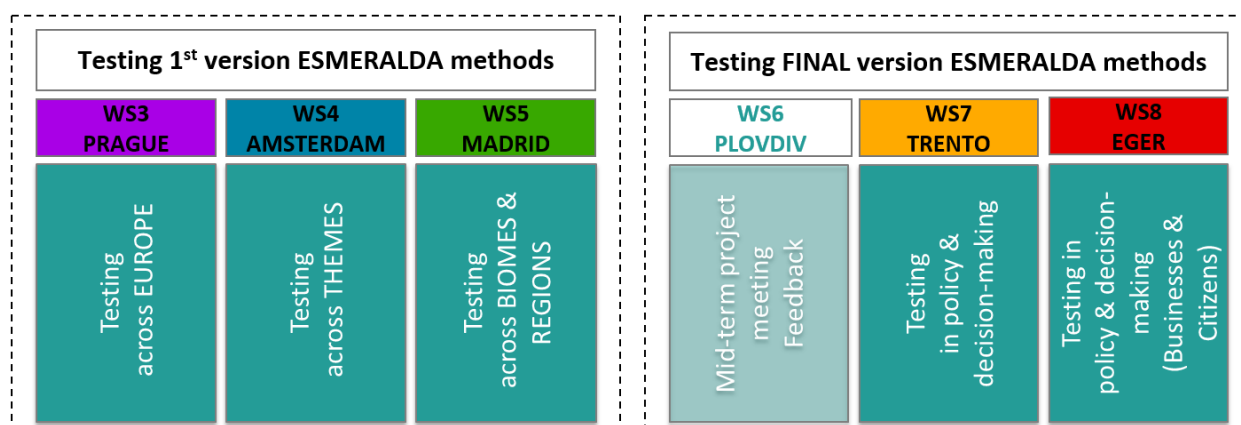 Testing 1st version ESMERALDA methods
WS3
PRAGUE
WS4
AMSTERDAM
WS5
MADRID
Testing
across EUROPE
Testing
across THEMES
Testing
across BIOMES &
REGIONS
Testing FINAL version ESMERALDA methods
WS6
PLOVDIV
WS7
TRENTO
WS8
EGER
Mid-term project
meeting
Feedback
Testing
in policy &
decision-making
Testing in
policy & decision-
making
(Businesses &
Citizens)